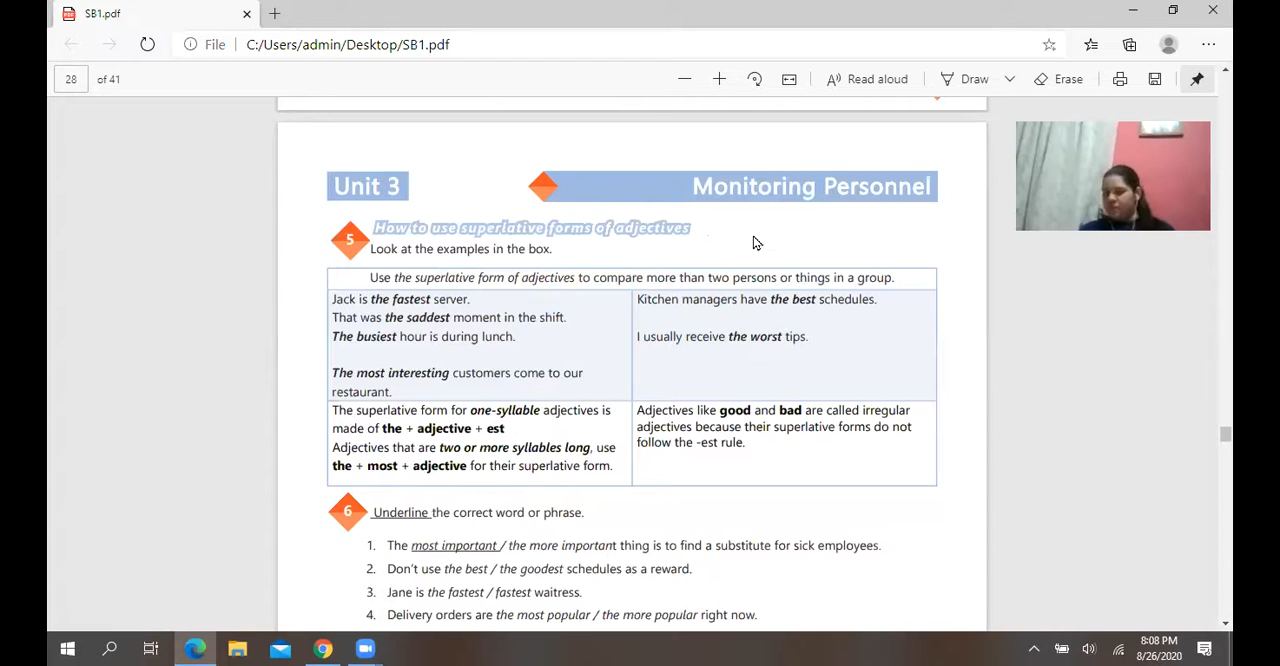 SB1.pdf
File
C:/Users/admin/Desktop/SB1.pdf
28 of 41
Read aloud
Draw
Erase
Unit 3
Monitoring Personnel
5 How to use superlative forms of adjectives
Look at the examples in the box.
Use the superlative form of adjectives to compare more than two persons or things in a group.
Jack is the fastest server.
That was the saddest moment in the shift.
The busiest hour is during lunch.
The most interesting customers come to our
restaurant.
Kitchen managers have the best schedules.
I usually receive the worst tips.
The superlative form for one-syllable adjectives is
made of the + adjective + est
Adjectives that are two or more syllables long, use
the + most + adjective for their superlative form.
Adjectives like good and bad are called irregular
adjectives because their superlative forms do not
follow the -est rule.
6 Underline the correct word or phrase.
1. The most important / the more important thing is to find a substitute for sick employees.
2. Don't use the best / the goodest schedules as a reward.
3. Jane is the fastest / fastest waitress.
4. Delivery orders are the most popular / the more popular right now.
8:08 PM
8/26/2020